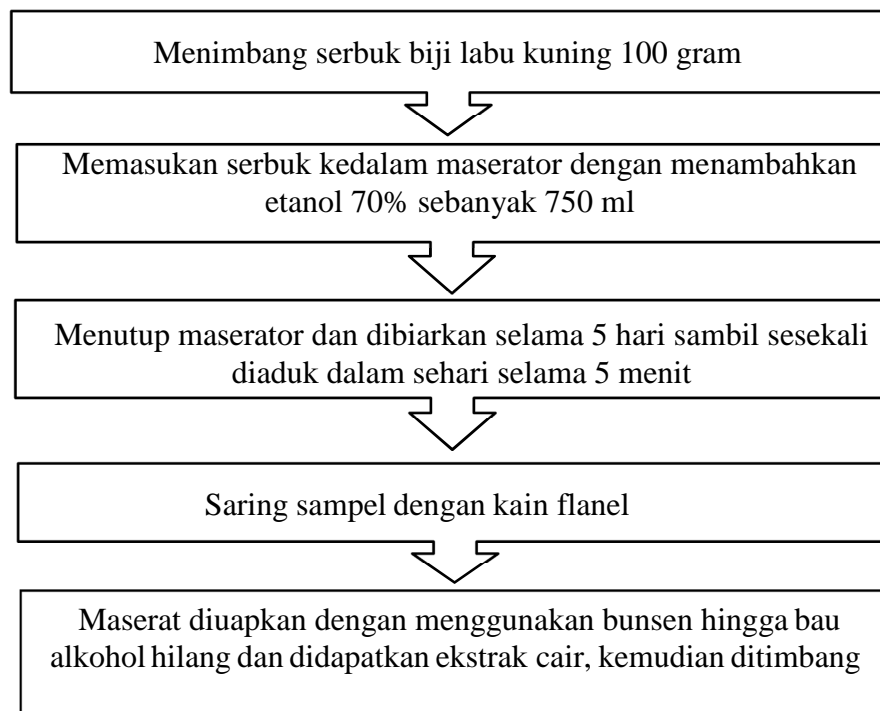 Menimbang serbuk biji labu kuning 100 gram
Memasukan serbuk kedalam maserator dengan menambahkan
etanol 70% sebanyak 750 ml
Menutup maserator dan dibiarkan selama 5 hari sambil sesekali
diaduk dalam sehari selama 5 menit
Saring sampel dengan kain flanel
Maserat diuapkan dengan menggunakan bunsen hingga bau
alkohol hilang dan didapatkan ekstrak cair, kemudian ditimbang